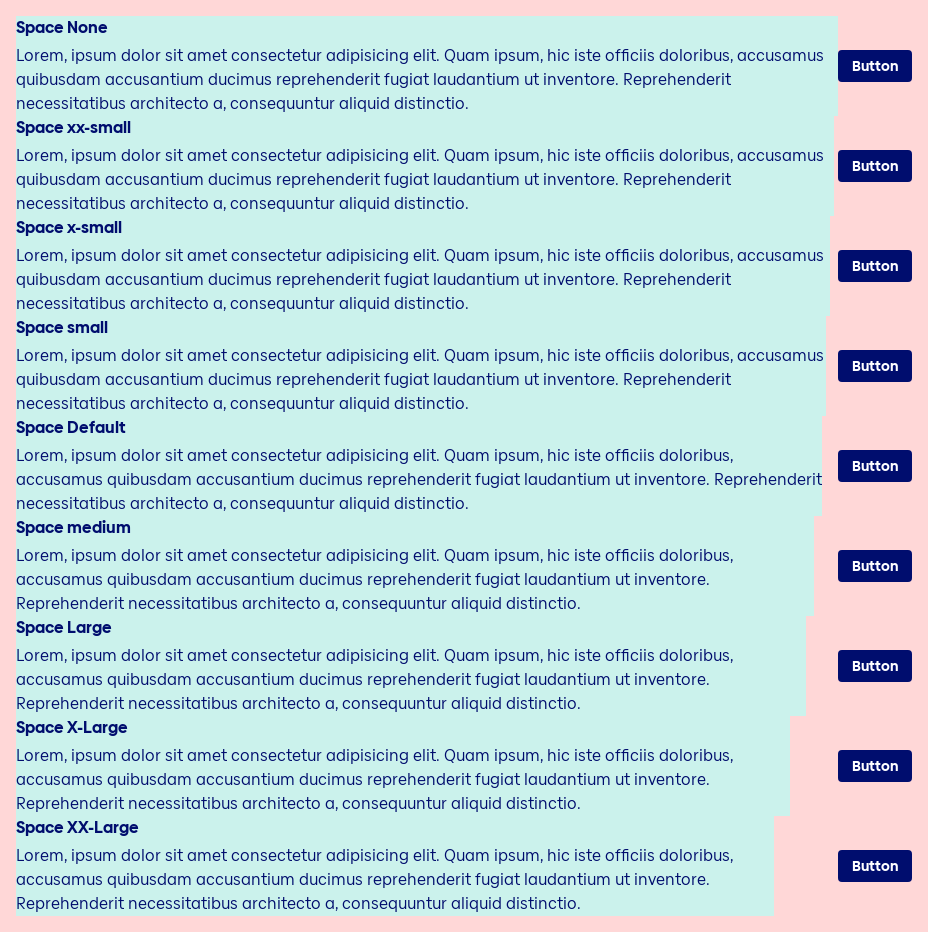 Space None
Lorem, ipsum dolor sit amet consectetur adipisicing elit. Quam ipsum, hic iste officiis doloribus, accusamus
quibusdam accusantium ducimus reprehenderit fugiat laudantium ut inventore. Reprehenderit
necessitatibus architecto a, consequuntur aliquid distinctio.
Button
Space xx-small
Lorem, ipsum dolor sit amet consectetur adipisicing elit. Quam ipsum, hic iste officiis doloribus, accusamus
quibusdam accusantium ducimus reprehenderit fugiat laudantium ut inventore. Reprehenderit
necessitatibus architecto a, consequuntur aliquid distinctio.
Button
Space x-small
Lorem, ipsum dolor sit amet consectetur adipisicing elit. Quam ipsum, hic iste officiis doloribus, accusamus
quibusdam accusantium ducimus reprehenderit fugiat laudantium ut inventore. Reprehenderit
necessitatibus architecto a, consequuntur aliquid distinctio.
Button
Space small
Lorem, ipsum dolor sit amet consectetur adipisicing elit. Quam ipsum, hic iste officiis doloribus, accusamus
quibusdam accusantium ducimus reprehenderit fugiat laudantium ut inventore. Reprehenderit
necessitatibus architecto a, consequuntur aliquid distinctio.
Button
Space Default
Lorem, ipsum dolor sit amet consectetur adipisicing elit. Quam ipsum, hic iste officiis doloribus,
accusamus quibusdam accusantium ducimus reprehenderit fugiat laudantium ut inventore. Reprehenderit
necessitatibus architecto a, consequuntur aliquid distinctio.
Button
Space medium
Lorem, ipsum dolor sit amet consectetur adipisicing elit. Quam ipsum, hic iste officiis doloribus,
accusamus quibusdam accusantium ducimus reprehenderit fugiat laudantium ut inventore.
Reprehenderit necessitatibus architecto a, consequuntur aliquid distinctio.
Button
Space Large
Lorem, ipsum dolor sit amet consectetur adipisicing elit. Quam ipsum, hic iste officiis doloribus,
accusamus quibusdam accusantium ducimus reprehenderit fugiat laudantium ut inventore.
Reprehenderit necessitatibus architecto a, consequuntur aliquid distinctio.
Button
Space X-Large
Lorem, ipsum dolor sit amet consectetur adipisicing elit. Quam ipsum, hic iste officiis doloribus,
accusamus quibusdam accusantium ducimus reprehenderit fugiat laudantium ut inventore.
Reprehenderit necessitatibus architecto a, consequuntur aliquid distinctio.
Button
Space XX-Large
Lorem, ipsum dolor sit amet consectetur adipisicing elit. Quam ipsum, hic iste officiis doloribus,
accusamus quibusdam accusantium ducimus reprehenderit fugiat laudantium ut inventore.
Reprehenderit necessitatibus architecto a, consequuntur aliquid distinctio.
Button